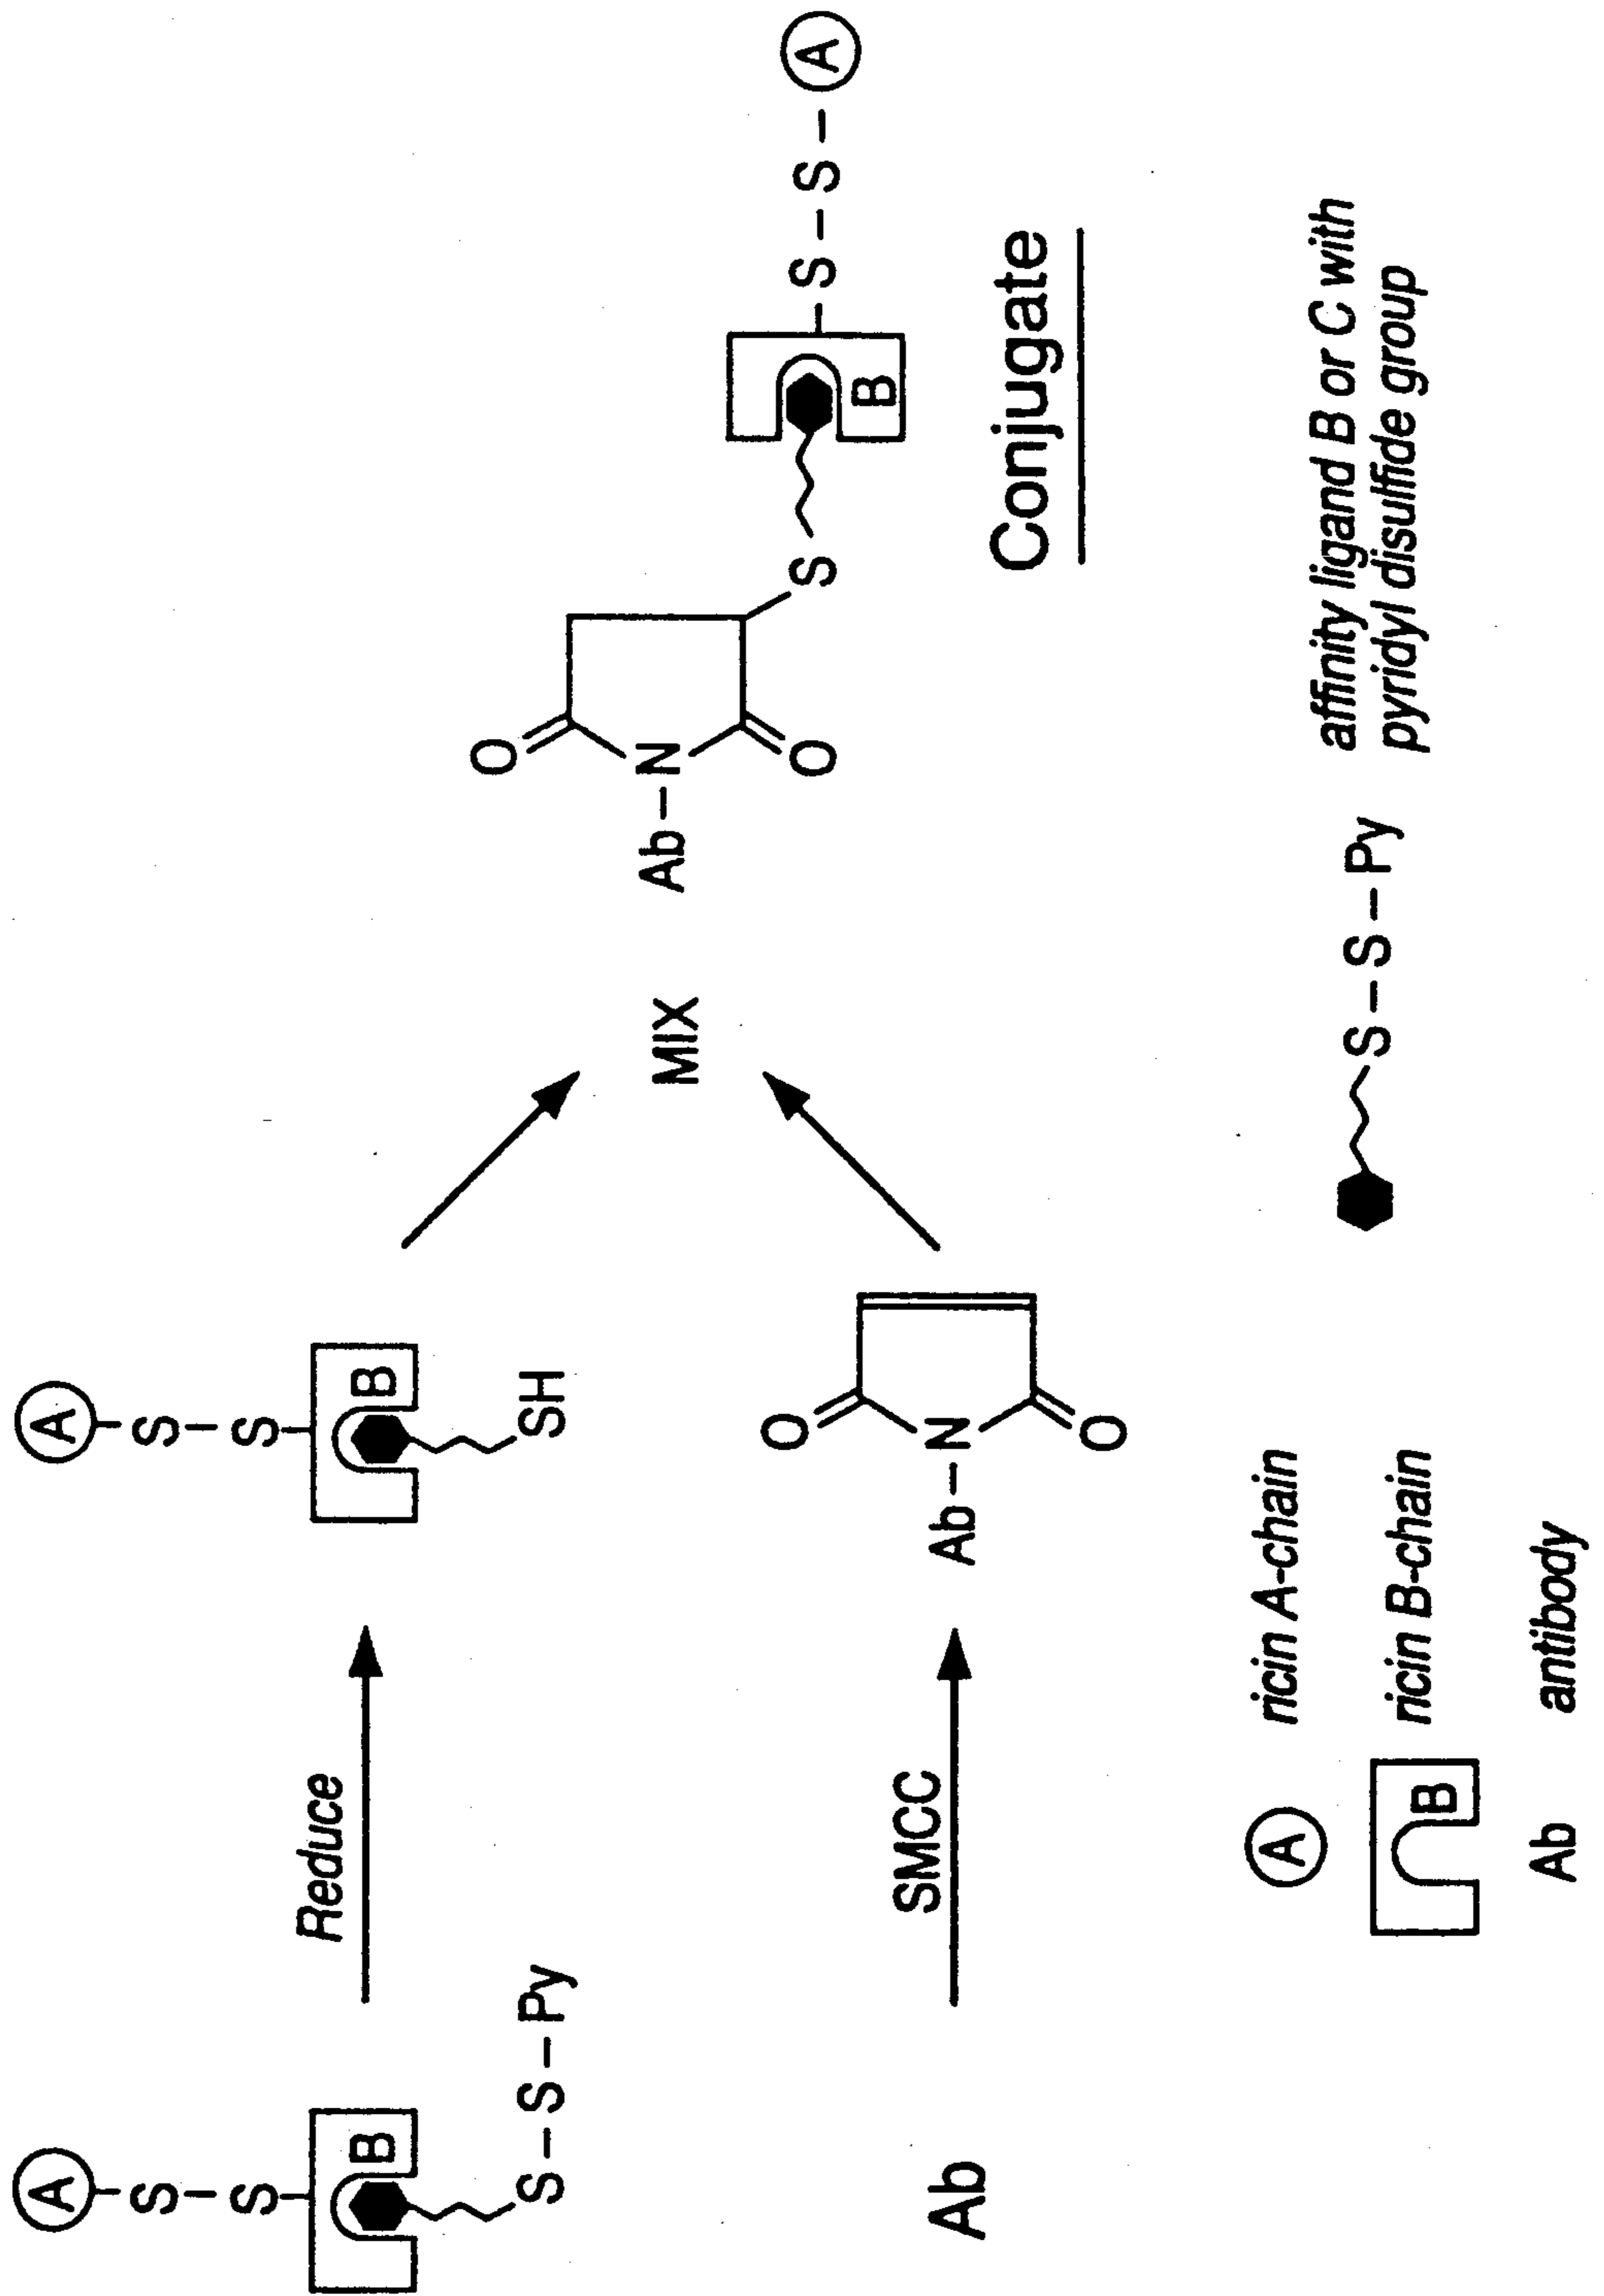 A
S
S
B
S-S-Py
Reduce
A
S
S
B
SH
Ab
SMCC
O
Ab-N
O
MIX
O
Ab-N
O
S
B
S-S-A
Conjugate
A ricin A-chain
B ricin B-chain
Ab antibody
S-S-Py
affinity ligand B or C with
pyridyl disulfide group